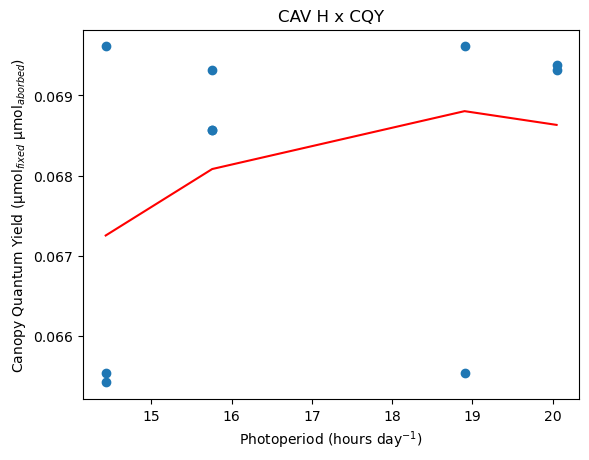 CAV H x CQY
Canopy Quantum Yield (µmol_fixed µmol_aborbed)
0.069
0.068
0.067
0.066
15 16 17 18 19 20
Photoperiod (hours day⁻¹)